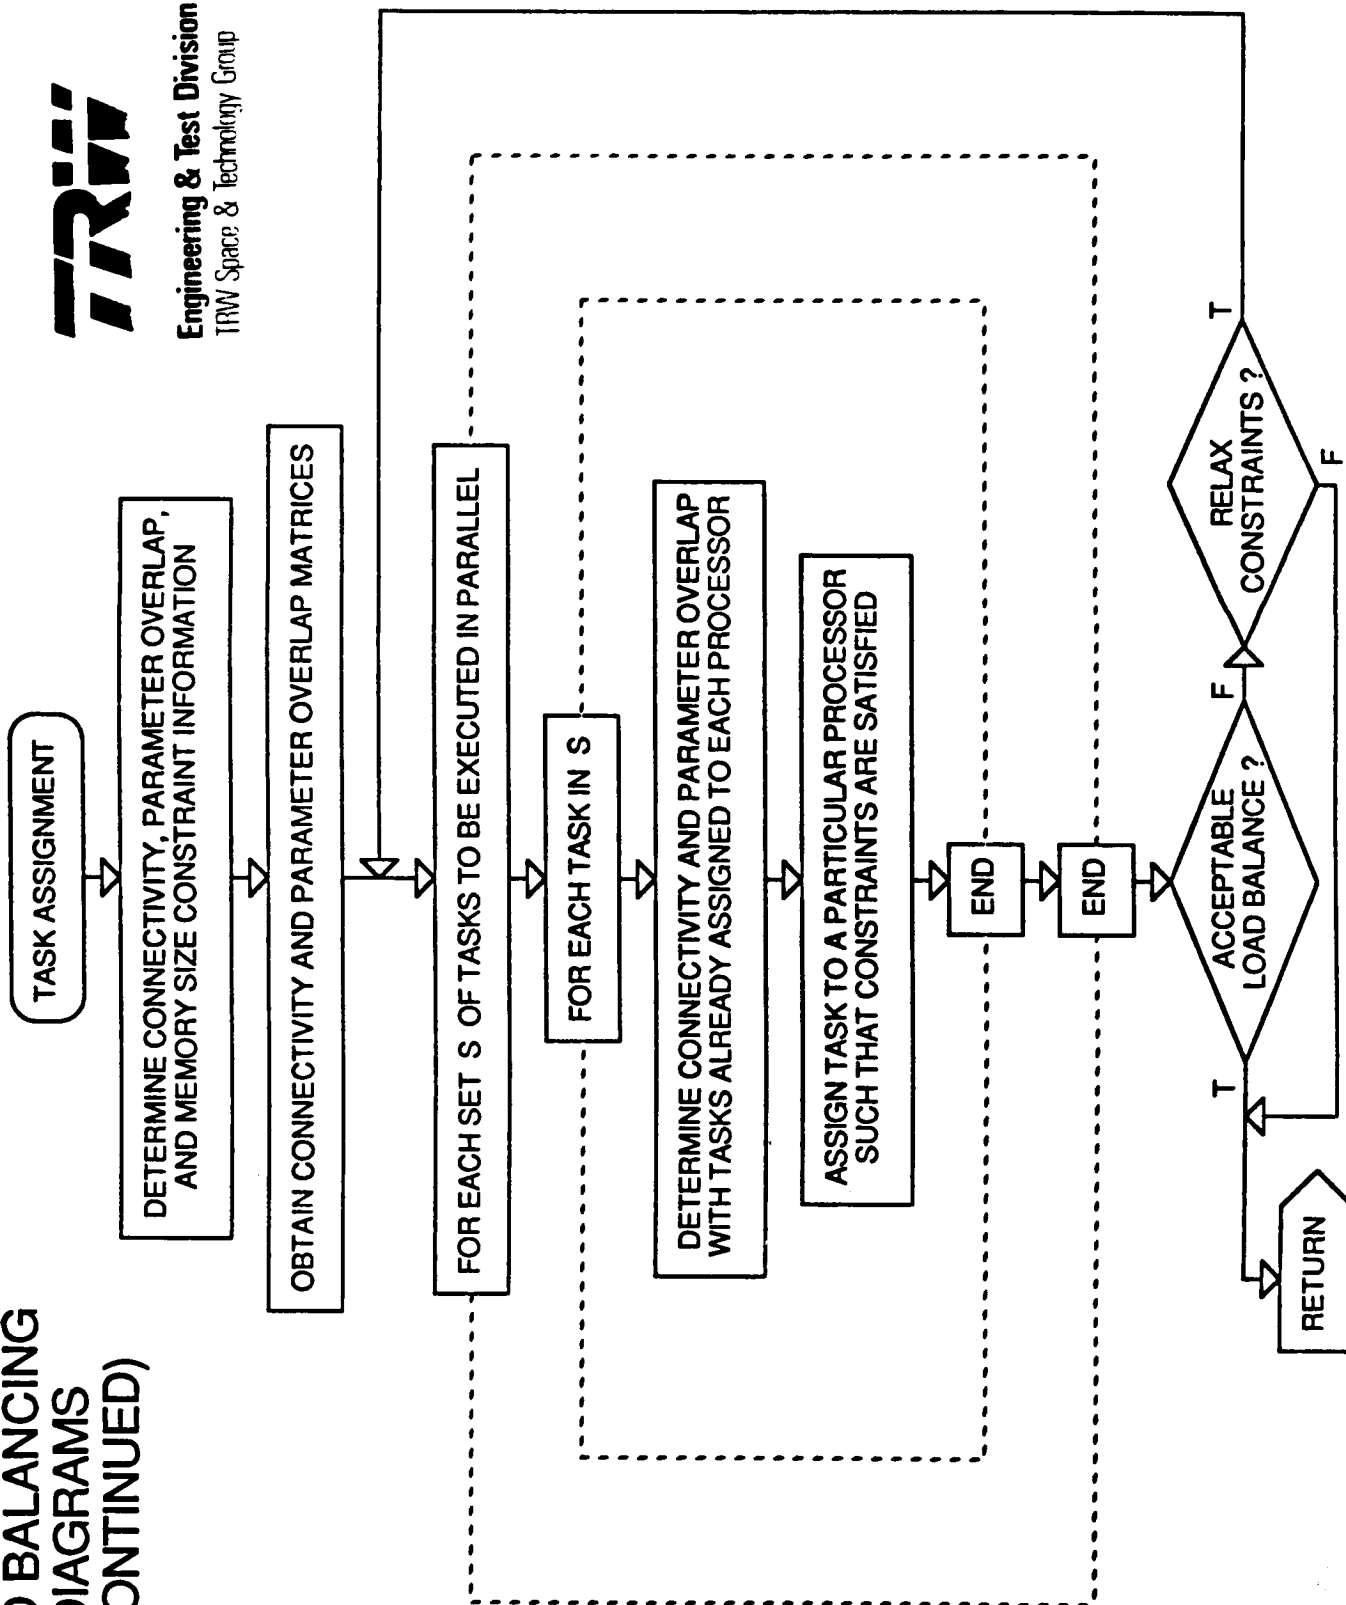 BALANCING
DIAGRAMS
TRW
Engineering & Test Division
TRW Space & Technology Group
TASK ASSIGNMENT
DETERMINE CONNECTIVITY, PARAMETER OVERLAP,
AND MEMORY SIZE CONSTRAINT INFORMATION
OBTAIN CONNECTIVITY AND PARAMETER OVERLAP MATRICES
FOR EACH SET S OF TASKS TO BE EXECUTED IN PARALLEL
FOR EACH TASK IN S
DETERMINE CONNECTIVITY AND PARAMETER OVERLAP
WITH TASKS ALREADY ASSIGNED TO EACH PROCESSOR
ASSIGN TASK TO A PARTICULAR PROCESSOR
SUCH THAT CONSTRAINTS ARE SATISFIED
END
END
ACCEPTABLE
LOAD BALANCE ?
T
F
RELAX
CONSTRAINTS ?
T
F
RETURN